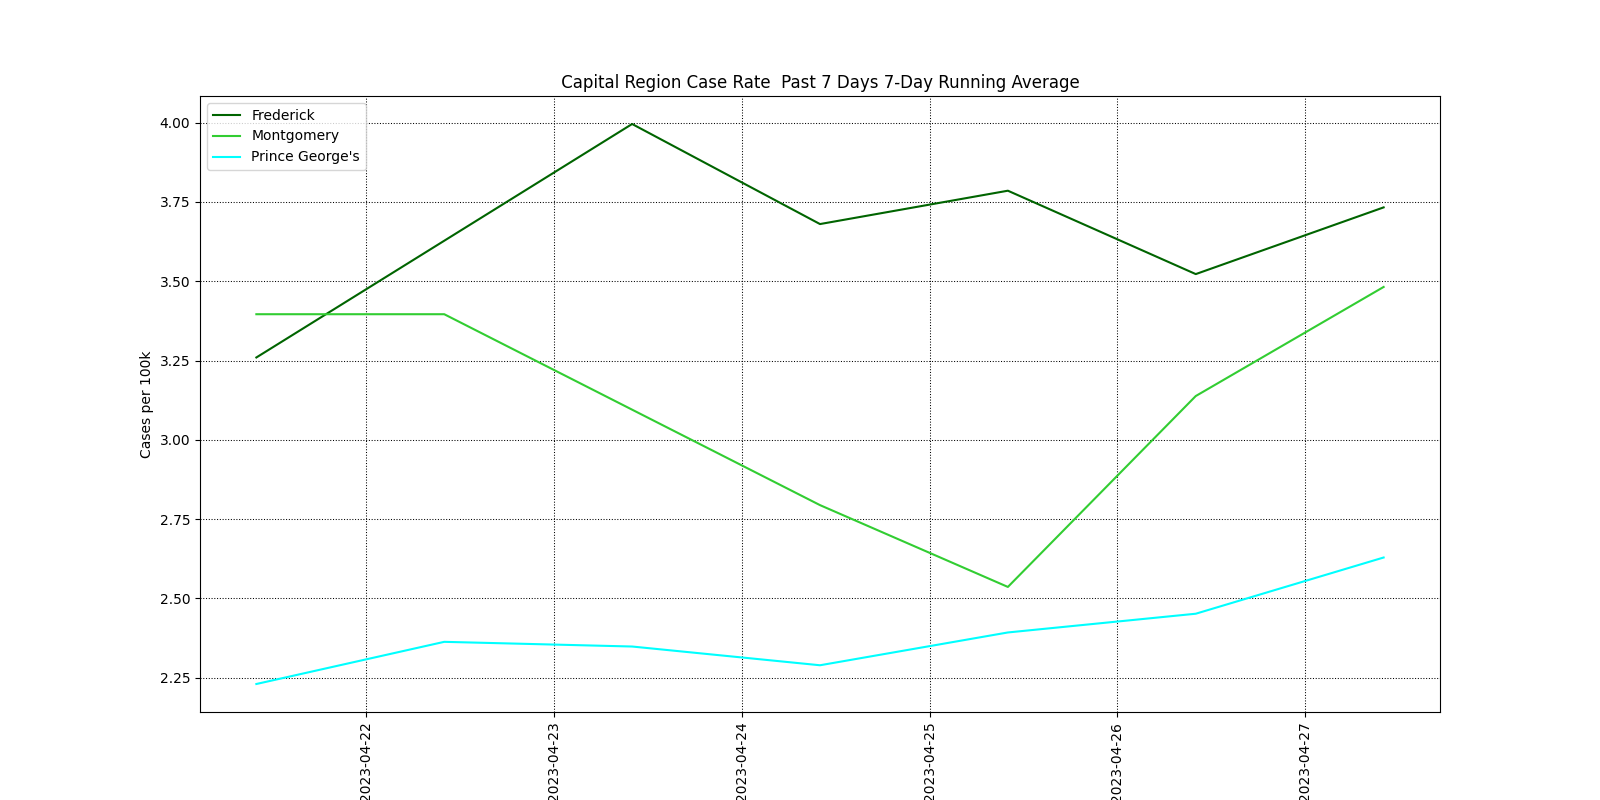 Capital Region Case Rate  Past 7 Days 7-Day Running Average
Frederick
Montgomery
Prince George's
4.00
3.75
3.50
3.25
3.00
2.75
2.50
2.25
Cases per 100k
2023-04-22
2023-04-23
2023-04-24
2023-04-25
2023-04-26
2023-04-27